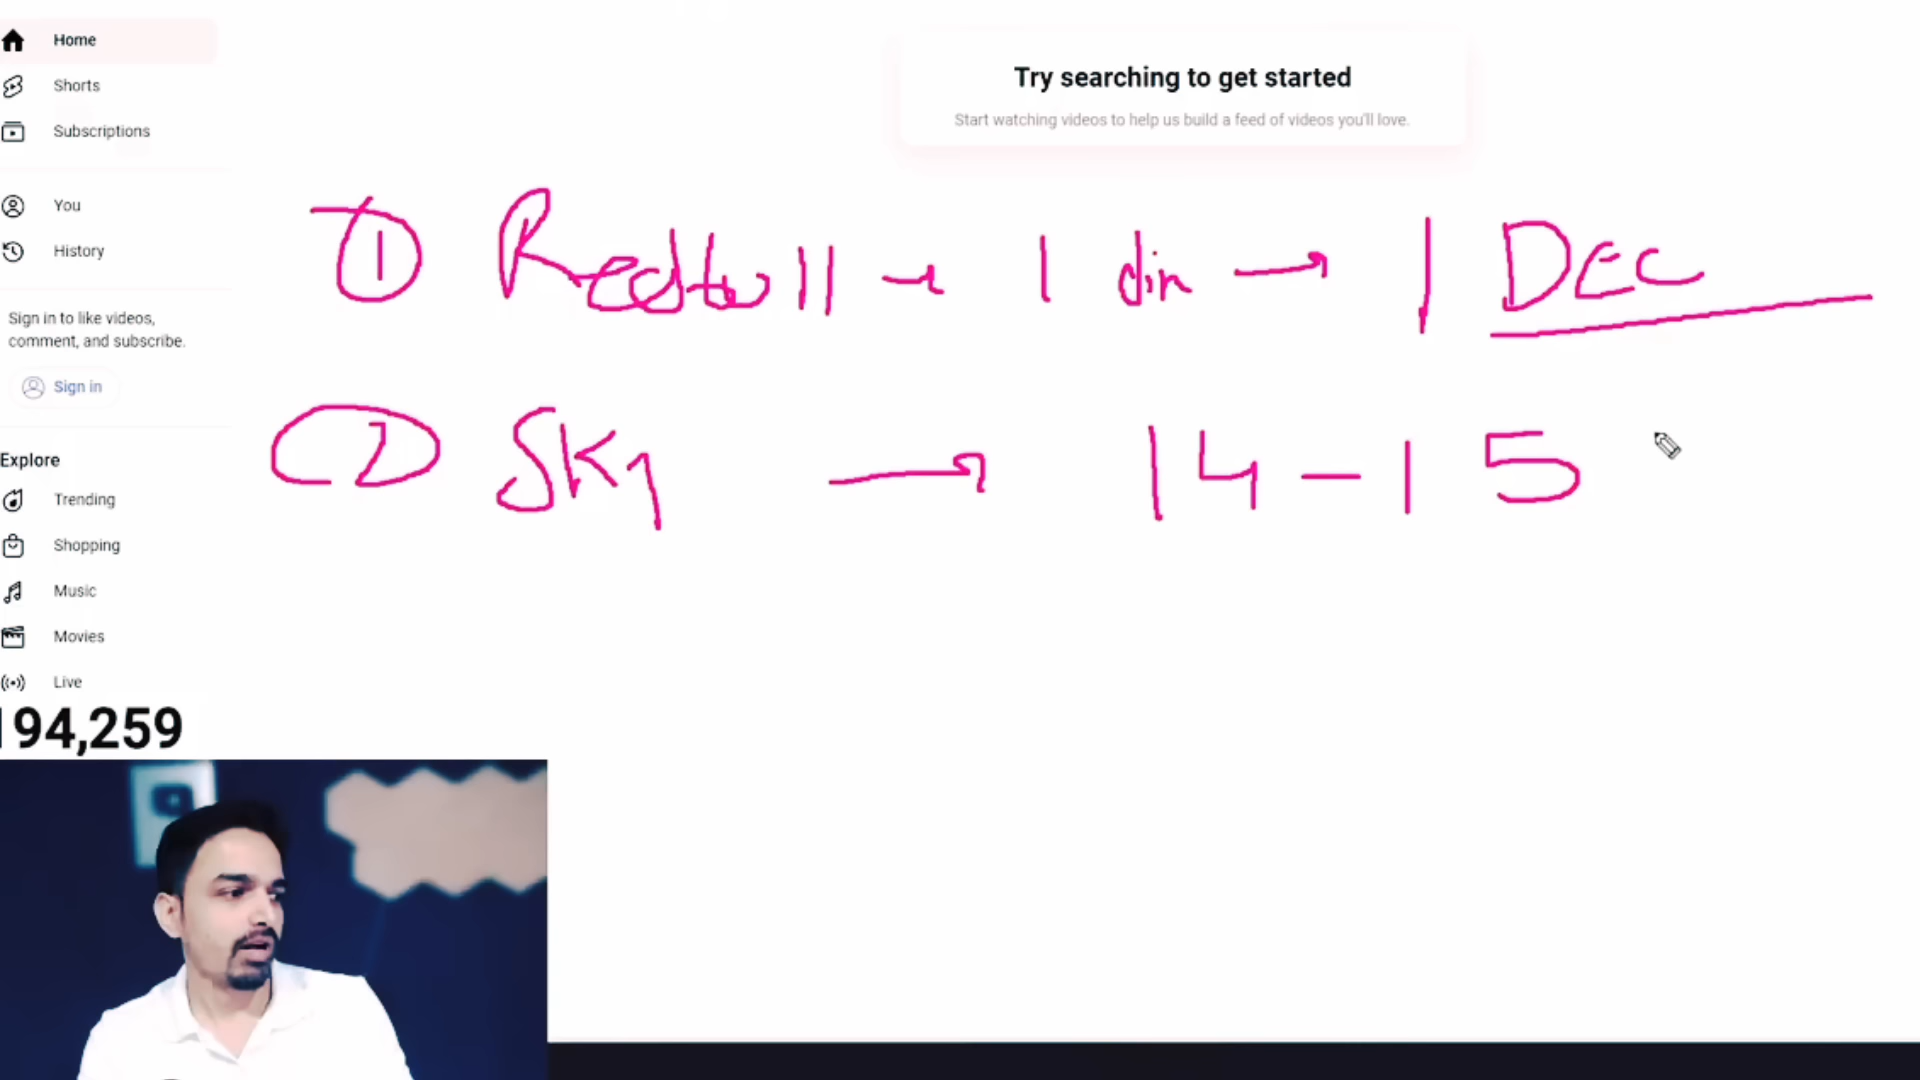 Home
Try searching to get started
Shorts
Start watching videos to help us build a feed of videos you'll love.
Subscriptions
You
History
① Redbull → 1 din → 1 DEC
Sign in to like videos,
comment, and subscribe.
Sign in
② SKY → 14-15
Explore
Trending
Shopping
Music
Movies
Live
194,259